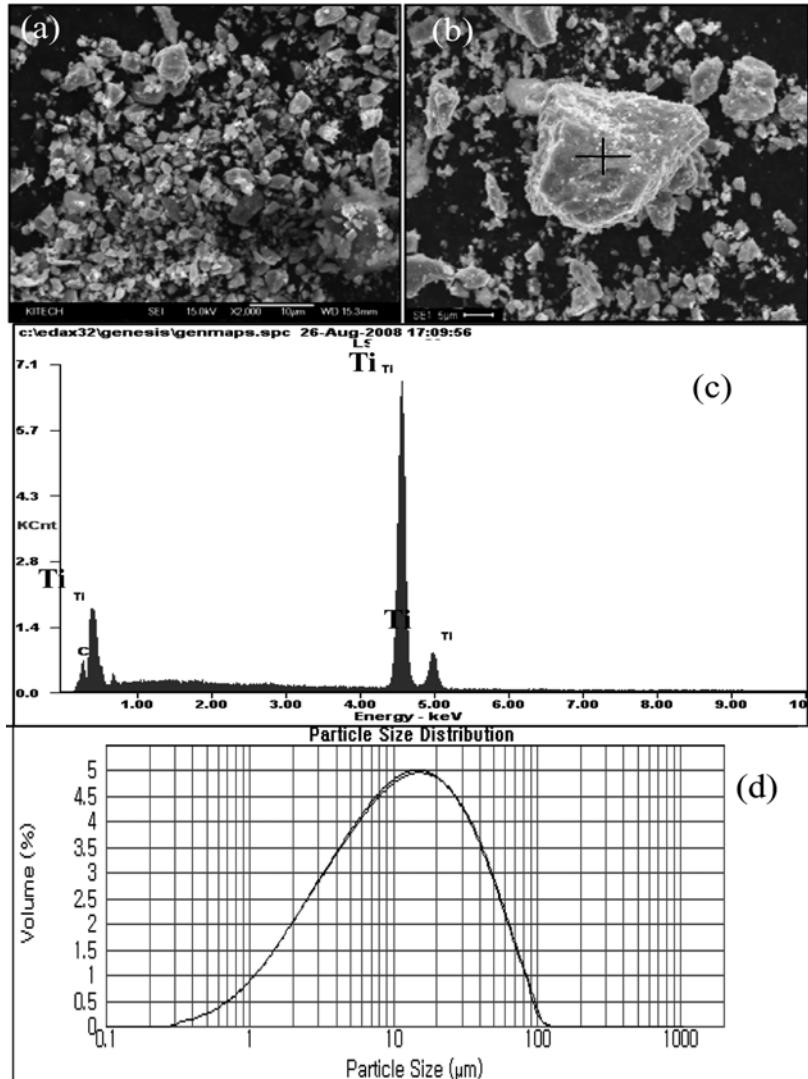 (a)
KITECH SEI 15.0kV X2,000 10μm WD 15.3mm
(b)
SE1 5μm
c:\edax32\genesis\genmaps.spc 26-Aug-2008 17:09:56
Ti TI
(c)
7.1
5.7
4.3
KCnt
2.8
1.4
0.0
Ti TI
C
Ti
TI
1.00 2.00 3.00 4.00 5.00 6.00 7.00 8.00 9.00 10
Energy - keV
Particle Size Distribution
(d)
Volume (%)
5
4.5
4
3.5
3
2.5
2
1.5
1
0.5
0
0.1 1 10 100 1000
Particle Size (μm)